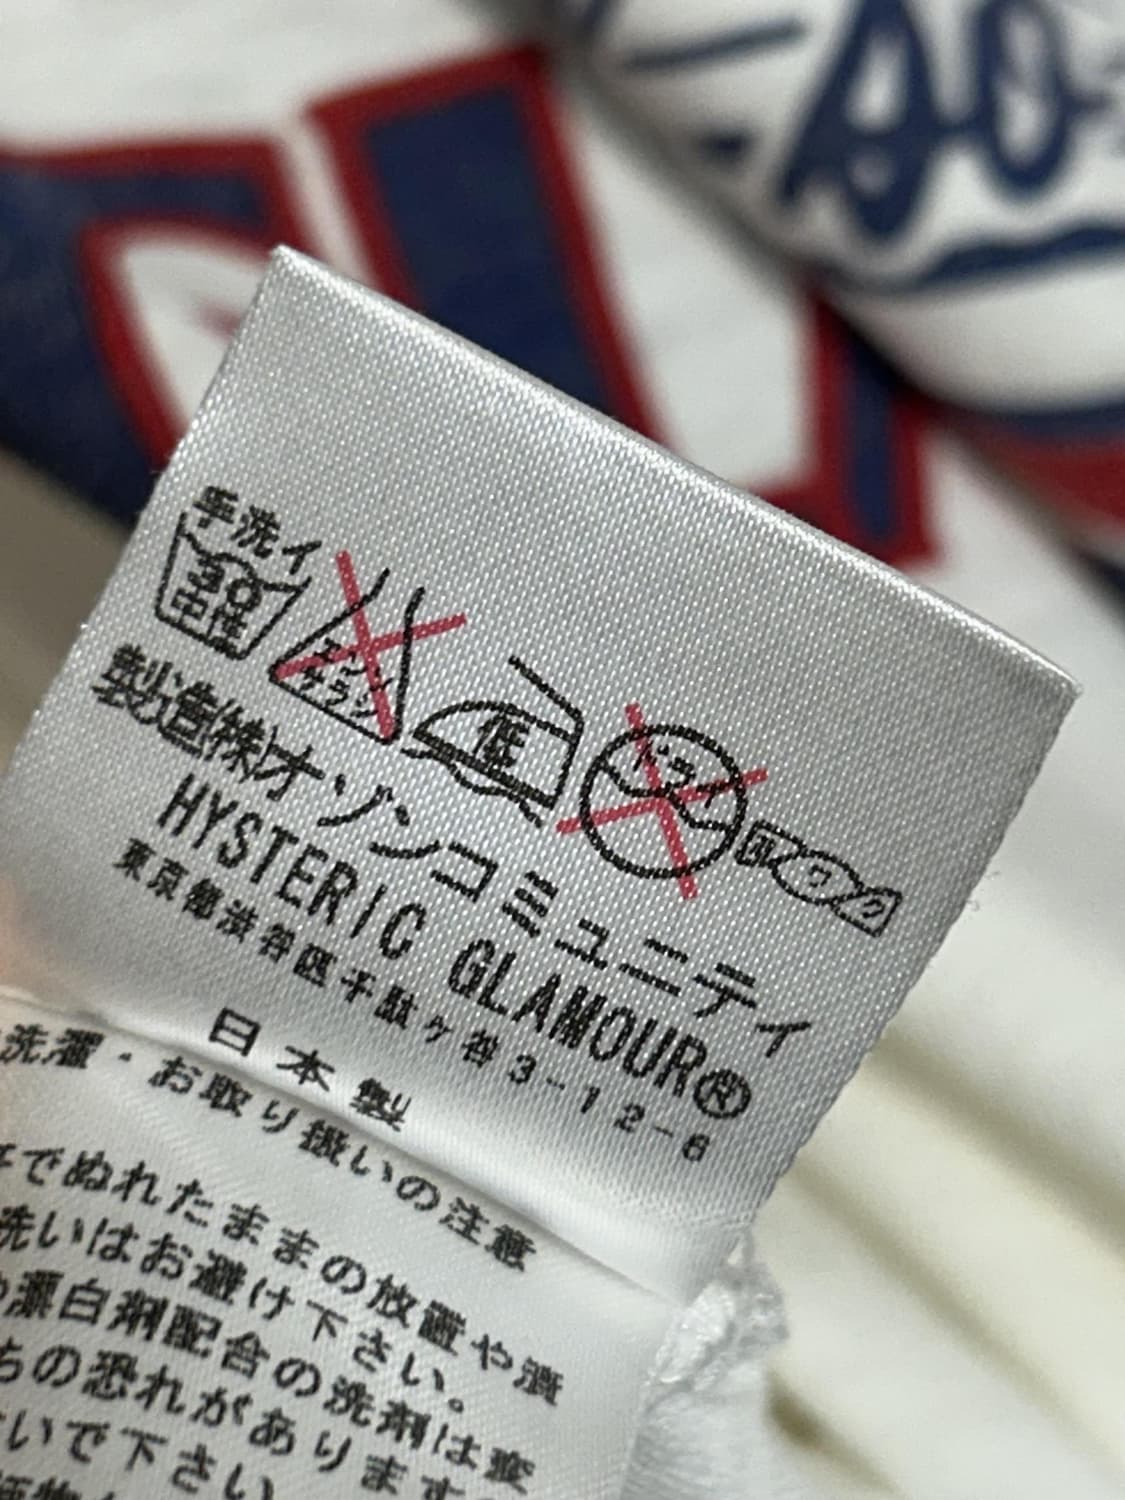 40
手洗イ
30
中性
エンソ
サラシ
低
ドライ
製造(株)オゾンコミュニティ
HYSTERIC GLAMOUR®
東京都渋谷区千駄ケ谷3-12-8
日本製
洗濯・お取り扱いの注意
でぬれたままの放置や漬
洗いはお避け下さい。
漂白剤配合の洗剤は変
ちの恐れがあります
いで下さい